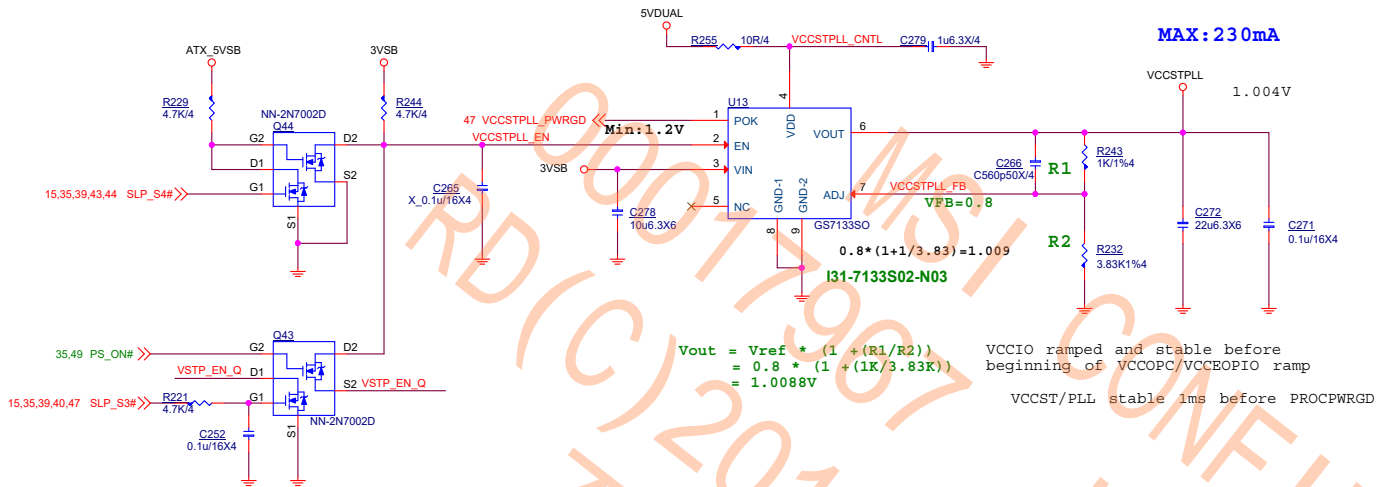 5VDUAL
MAX:230mA
R255
10R/4
VCCSTPLL_CNTL
C279
1u6.3X/4
ATX_5VSB
3VSB
VCCSTPLL
1.004V
R229
4.7K/4
R244
4.7K/4
NN-2N7002D
Q44
G2
D2
D1
S2
G1
S1
15,35,39,43,44 SLP_S4#
47 VCCSTPLL_PWRGD
VCCSTPLL_EN
Min:1.2V
C265
X_0.1u/16X4
3VSB
C278
10u6.3X6
U13
4
VDD
1
POK
2
EN
3
VIN
5
NC
VOUT
6
ADJ
7
GND-1
GND-2
8
9
GS7133SO
VCCSTPLL_FB
VFB=0.8
C266
C560p50X/4
R1
R243
1K/1%4
R2
R232
3.83K1%4
C272
22u6.3X6
C271
0.1u/16X4
0.8*(1+1/3.83)=1.009
I31-7133S02-N03
Q43
35,49 PS_ON#
G2
D2
VSTP_EN_Q
D1
S2
VSTP_EN_Q
15,35,39,40,47 SLP_S3#
R221
4.7K/4
G1
S1
NN-2N7002D
C252
0.1u/16X4
Vout = Vref * (1 +(R1/R2))
= 0.8 * (1 +(1K/3.83K))
= 1.0088V
VCCIO ramped and stable before
beginning of VCCOPC/VCCEOPIO ramp
VCCST/PLL stable 1ms before PROCPWRGD
00017967
MSI CONFI
RD(C)201